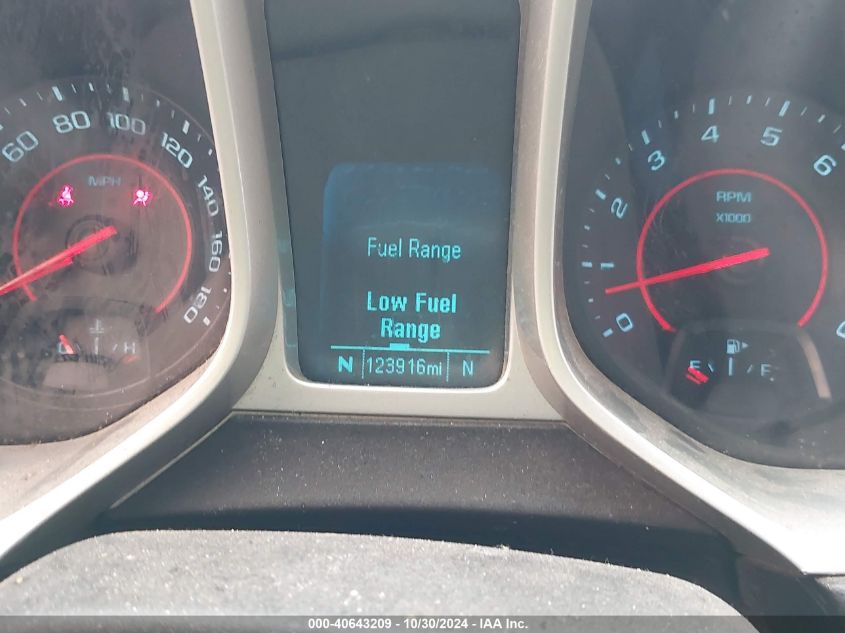 60 80 100 120 140 160 180
MPH
H
Fuel Range
Low Fuel
Range
N 123916mi N
0 1 2 3 4 5 6
RPM
X1000
E F
000-40643209 - 10/30/2024 - IAA Inc.